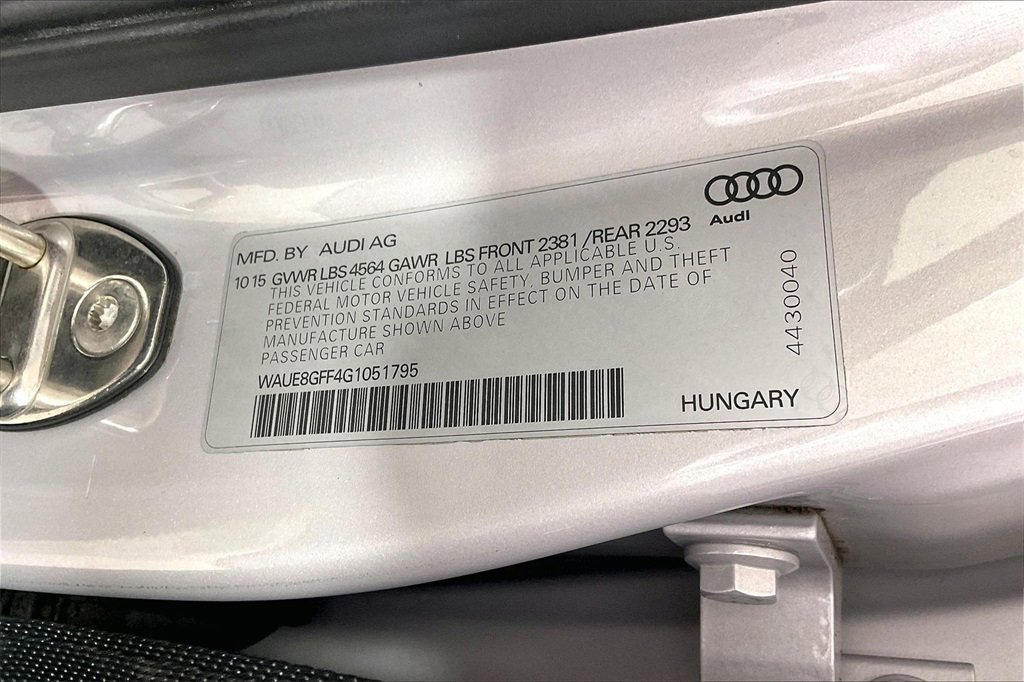 Audi
MFD. BY AUDI AG
10 15 GVWR LBS 4564 GAWR LBS FRONT 2381 /REAR 2293
THIS VEHICLE CONFORMS TO ALL APPLICABLE U.S.
FEDERAL MOTOR VEHICLE SAFETY, BUMPER AND THEFT
PREVENTION STANDARDS IN EFFECT ON THE DATE OF
MANUFACTURE SHOWN ABOVE
PASSENGER CAR
WAUE8GFF4G1051795
HUNGARY
4430040